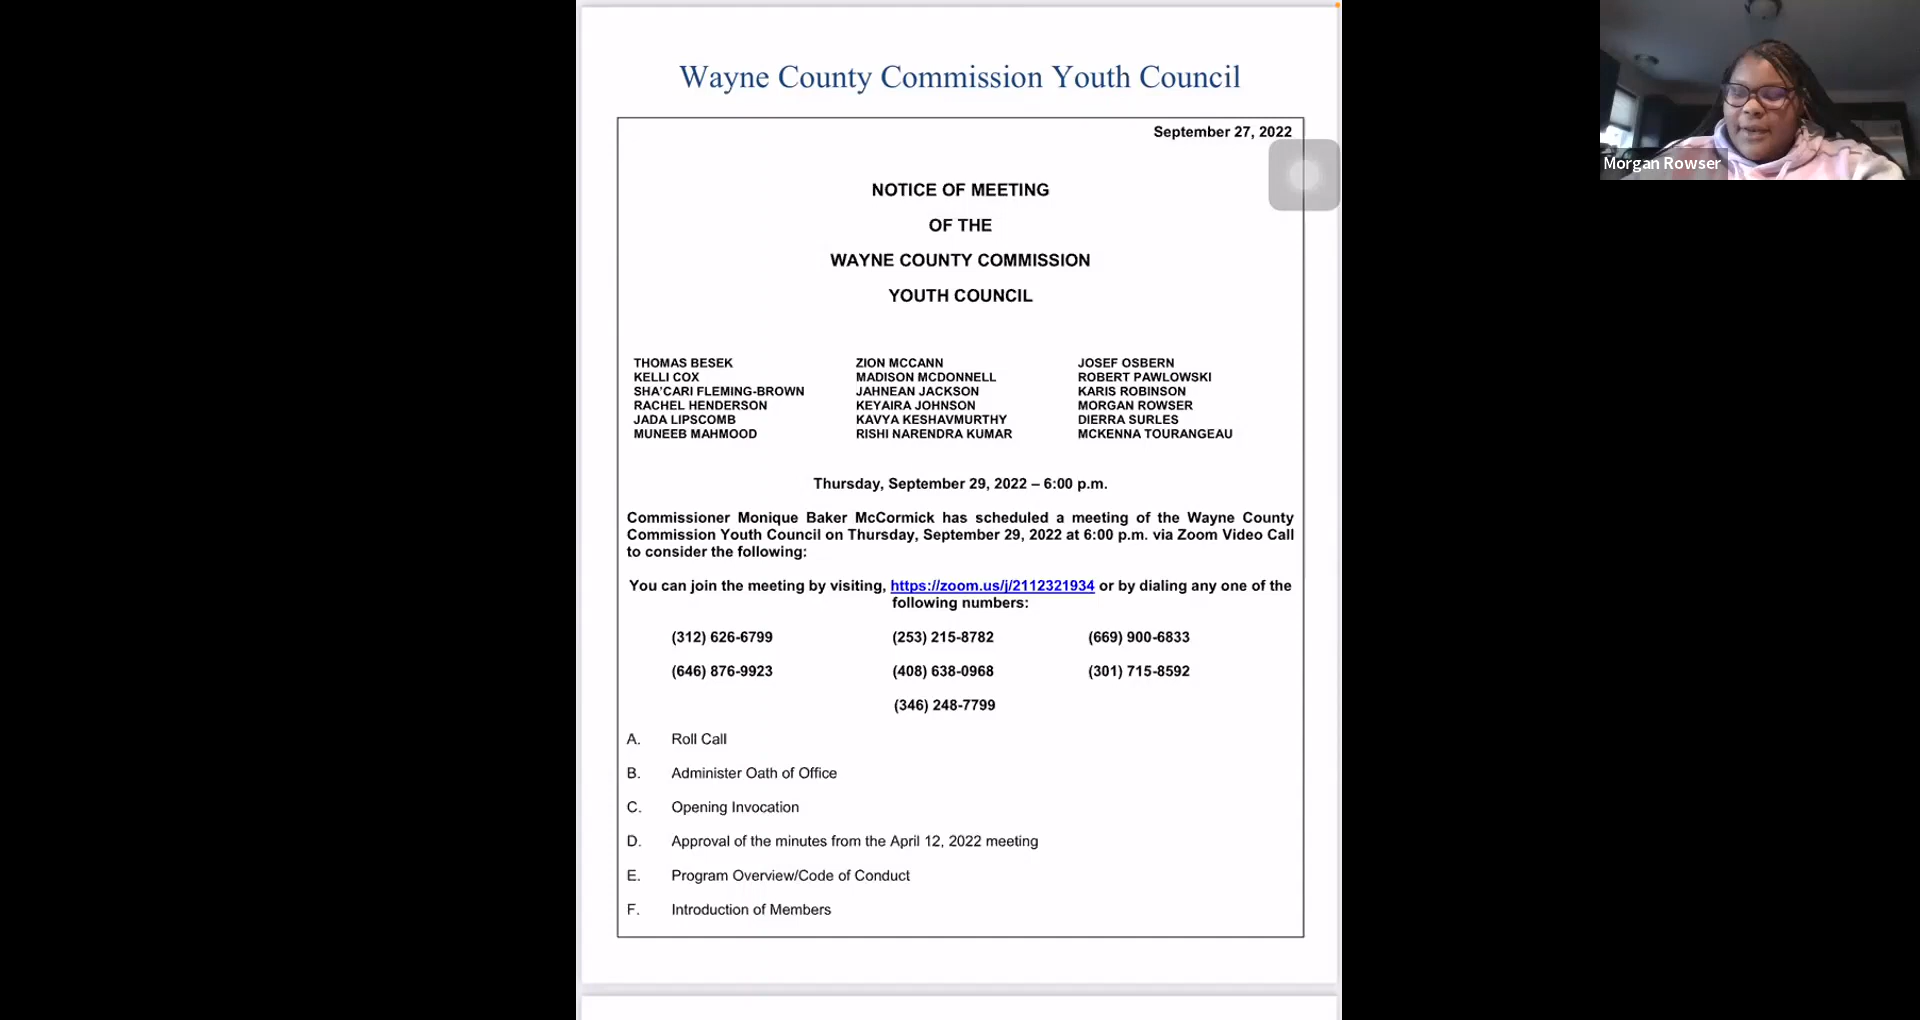 Wayne County Commission Youth Council
September 27, 2022
NOTICE OF MEETING
OF THE
WAYNE COUNTY COMMISSION
YOUTH COUNCIL
THOMAS BESEK
KELLI COX
SHA'CARI FLEMING-BROWN
RACHEL HENDERSON
JADA LIPSCOMB
MUNEEB MAHMOOD
ZION MCCANN
MADISON MCDONNELL
JAHNEAN JACKSON
KEYAIRA JOHNSON
KAVYA KESHAVMURTHY
RISHI NARENDRA KUMAR
JOSEF OSBERN
ROBERT PAWLOWSKI
KARIS ROBINSON
MORGAN ROWSER
DIERRA SURLES
MCKENNA TOURANGEAU
Thursday, September 29, 2022 – 6:00 p.m.
Commissioner Monique Baker McCormick has scheduled a meeting of the Wayne County
Commission Youth Council on Thursday, September 29, 2022 at 6:00 p.m. via Zoom Video Call
to consider the following:
You can join the meeting by visiting, https://zoom.us/j/2112321934 or by dialing any one of the
following numbers:
(312) 626-6799 (253) 215-8782 (669) 900-6833
(646) 876-9923 (408) 638-0968 (301) 715-8592
(346) 248-7799
A. Roll Call
B. Administer Oath of Office
C. Opening Invocation
D. Approval of the minutes from the April 12, 2022 meeting
E. Program Overview/Code of Conduct
F. Introduction of Members
Morgan Rowser